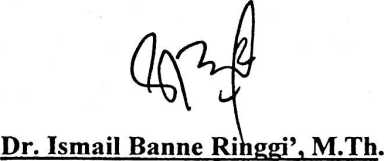 Dr. Ismail Banne Ringgi’, M.Th.